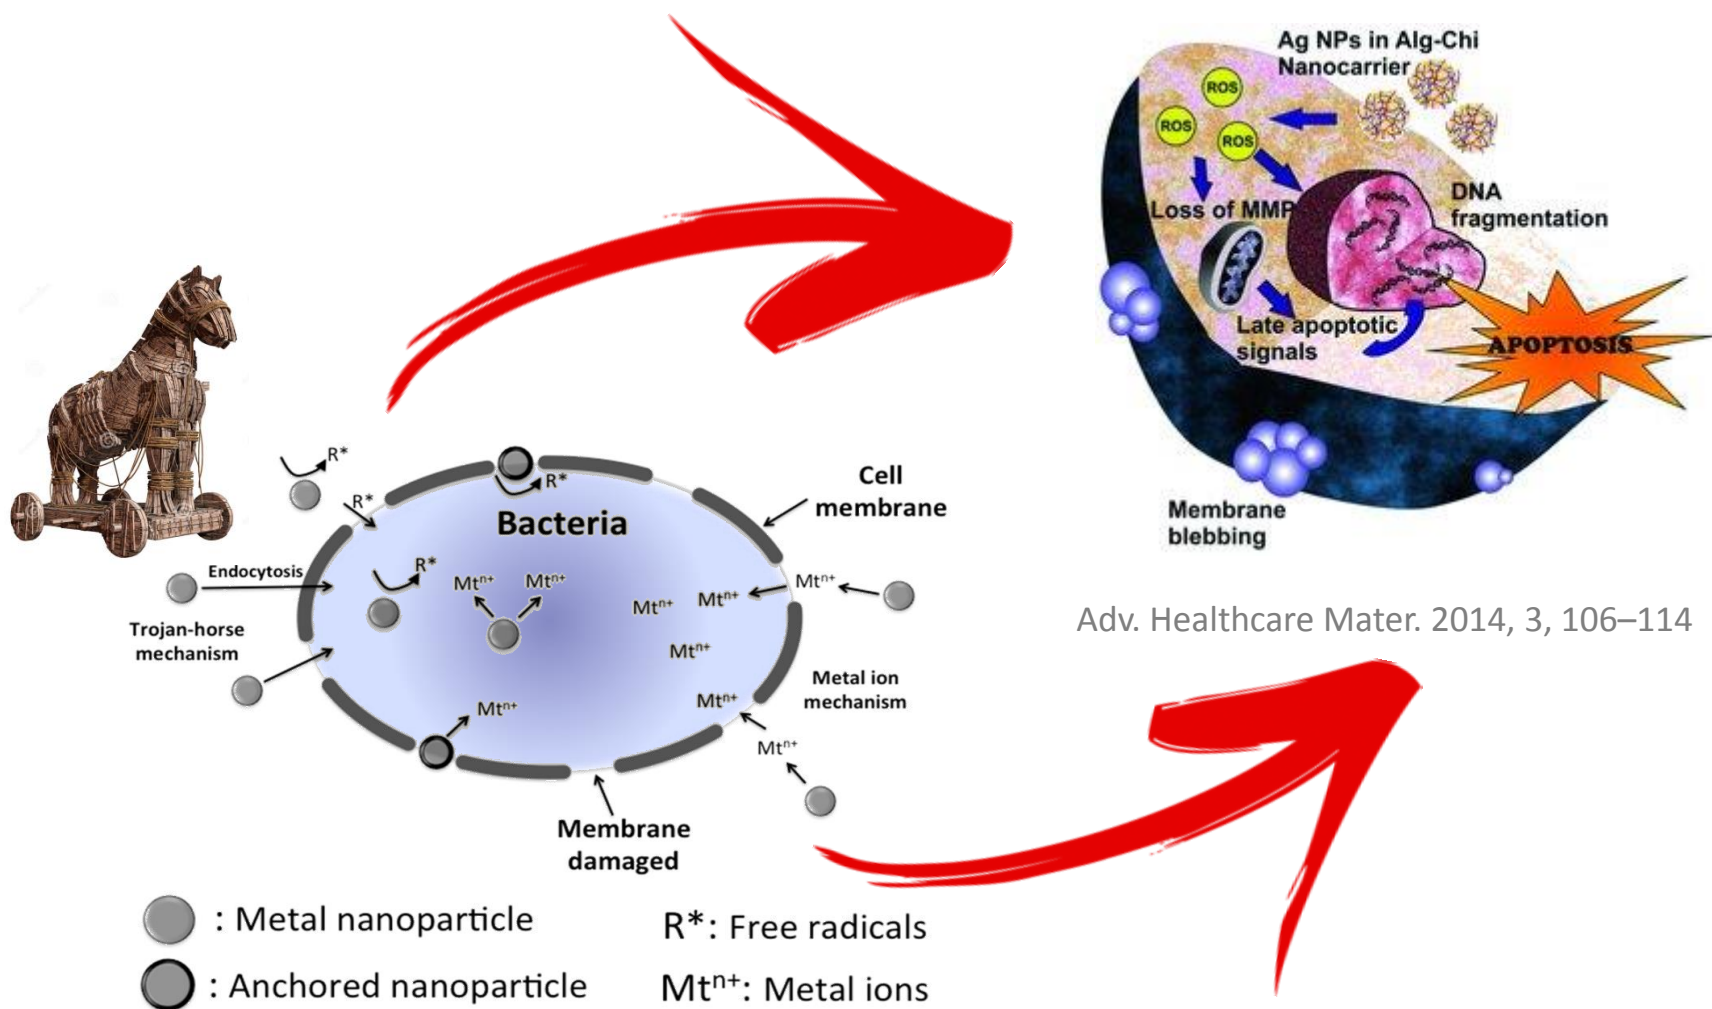 Ag NPs in Alg-Chi
Nanocarrier
ROS
ROS
ROS
Loss of MMP
DNA
fragmentation
Late apoptotic
signals
APOPTOSIS
Membrane
blebbing
Adv. Healthcare Mater. 2014, 3, 106–114
R*
R*
R*
Bacteria
Cell
membrane
Endocytosis
R*
Mtⁿ⁺
Mtⁿ⁺
Mtⁿ⁺
Mtⁿ⁺
Mtⁿ⁺
Trojan-horse
mechanism
Mtⁿ⁺
Metal ion
mechanism
Mtⁿ⁺
Mtⁿ⁺
Mtⁿ⁺
Membrane
damaged
: Metal nanoparticle
R*: Free radicals
: Anchored nanoparticle
Mtⁿ⁺: Metal ions